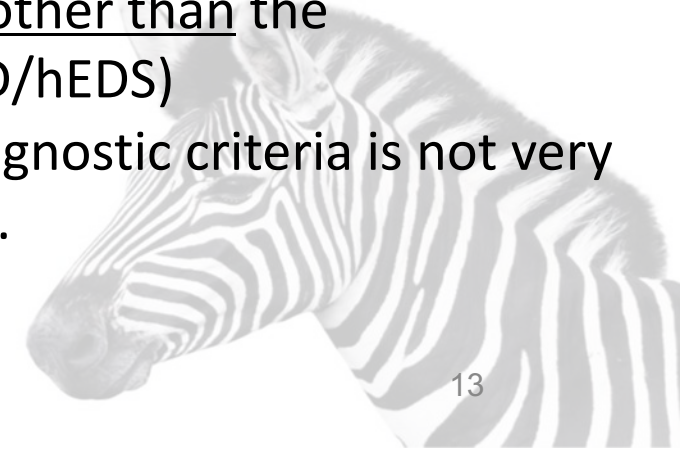 other than the
D/hEDS)
gnostic criteria is not very
.
13